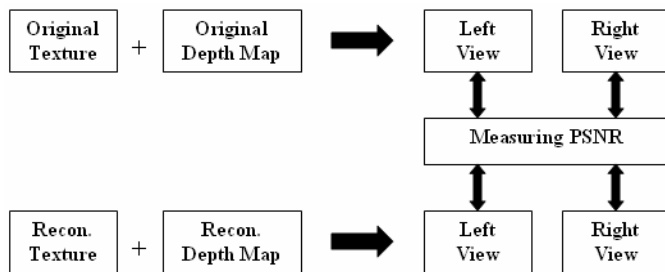 Original Texture + Original Depth Map
Left View
Right View
Measuring PSNR
Recon. Texture + Recon. Depth Map
Left View
Right View